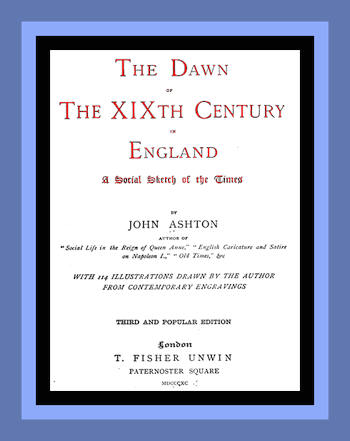 THE DAWN
OF
THE XIXTH CENTURY
IN
ENGLAND
A Social Sketch of the Times
BY
JOHN ASHTON
AUTHOR OF
"Social Life in the Reign of Queen Anne," "English Caricature and Satire
on Napoleon I.," "Old Times," &c
WITH 114 ILLUSTRATIONS DRAWN BY THE AUTHOR
FROM CONTEMPORARY ENGRAVINGS
THIRD AND POPULAR EDITION
London
T. FISHER UNWIN
PATERNOSTER SQUARE
MDCCCXC